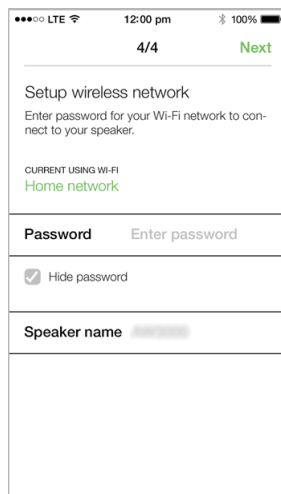 LTE 12:00 pm 100%
4/4 Next
Setup wireless network
Enter password for your Wi-Fi network to con-
nect to your speaker.
CURRENT USING WI-FI
Home network
Password Enter password
Hide password
Speaker name